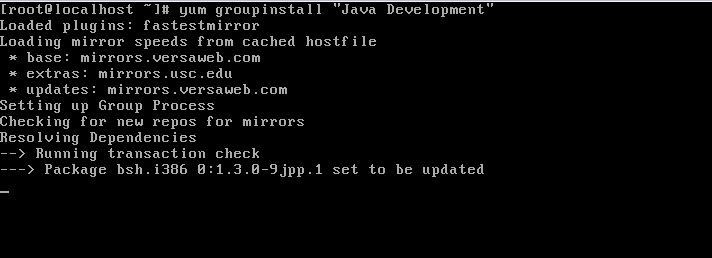 [root@localhost ~]# yum groupinstall "Java Development"
Loaded plugins: fastestmirror
Loading mirror speeds from cached hostfile
 * base: mirrors.versaweb.com
 * extras: mirrors.usc.edu
 * updates: mirrors.versaweb.com
Setting up Group Process
Checking for new repos for mirrors
Resolving Dependencies
--> Running transaction check
---> Package bsh.i386 0:1.3.0-9jpp.1 set to be updated
_